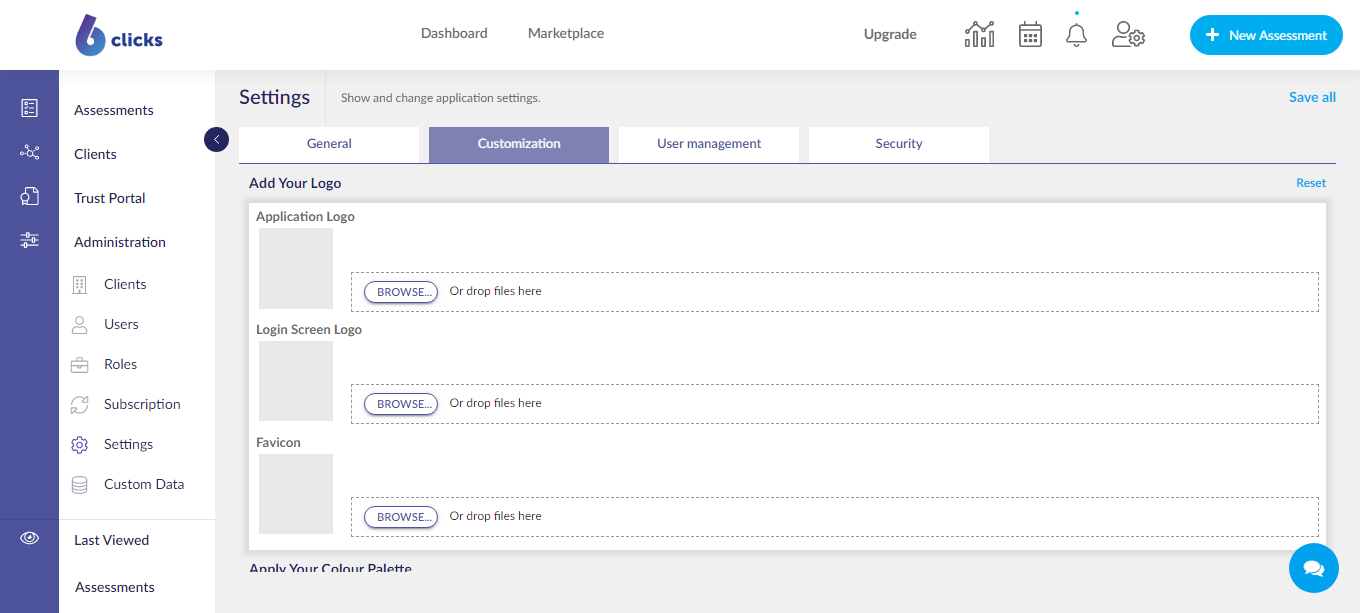 6clicks
Dashboard
Marketplace
Upgrade
New Assessment
Assessments
Clients
Trust Portal
Administration
Clients
Users
Roles
Subscription
Settings
Custom Data
Last Viewed
Assessments
Settings
Show and change application settings.
Save all
General
Customization
User management
Security
Add Your Logo
Reset
Application Logo
BROWSE... Or drop files here
Login Screen Logo
BROWSE... Or drop files here
Favicon
BROWSE... Or drop files here
Apply Your Colour Palette